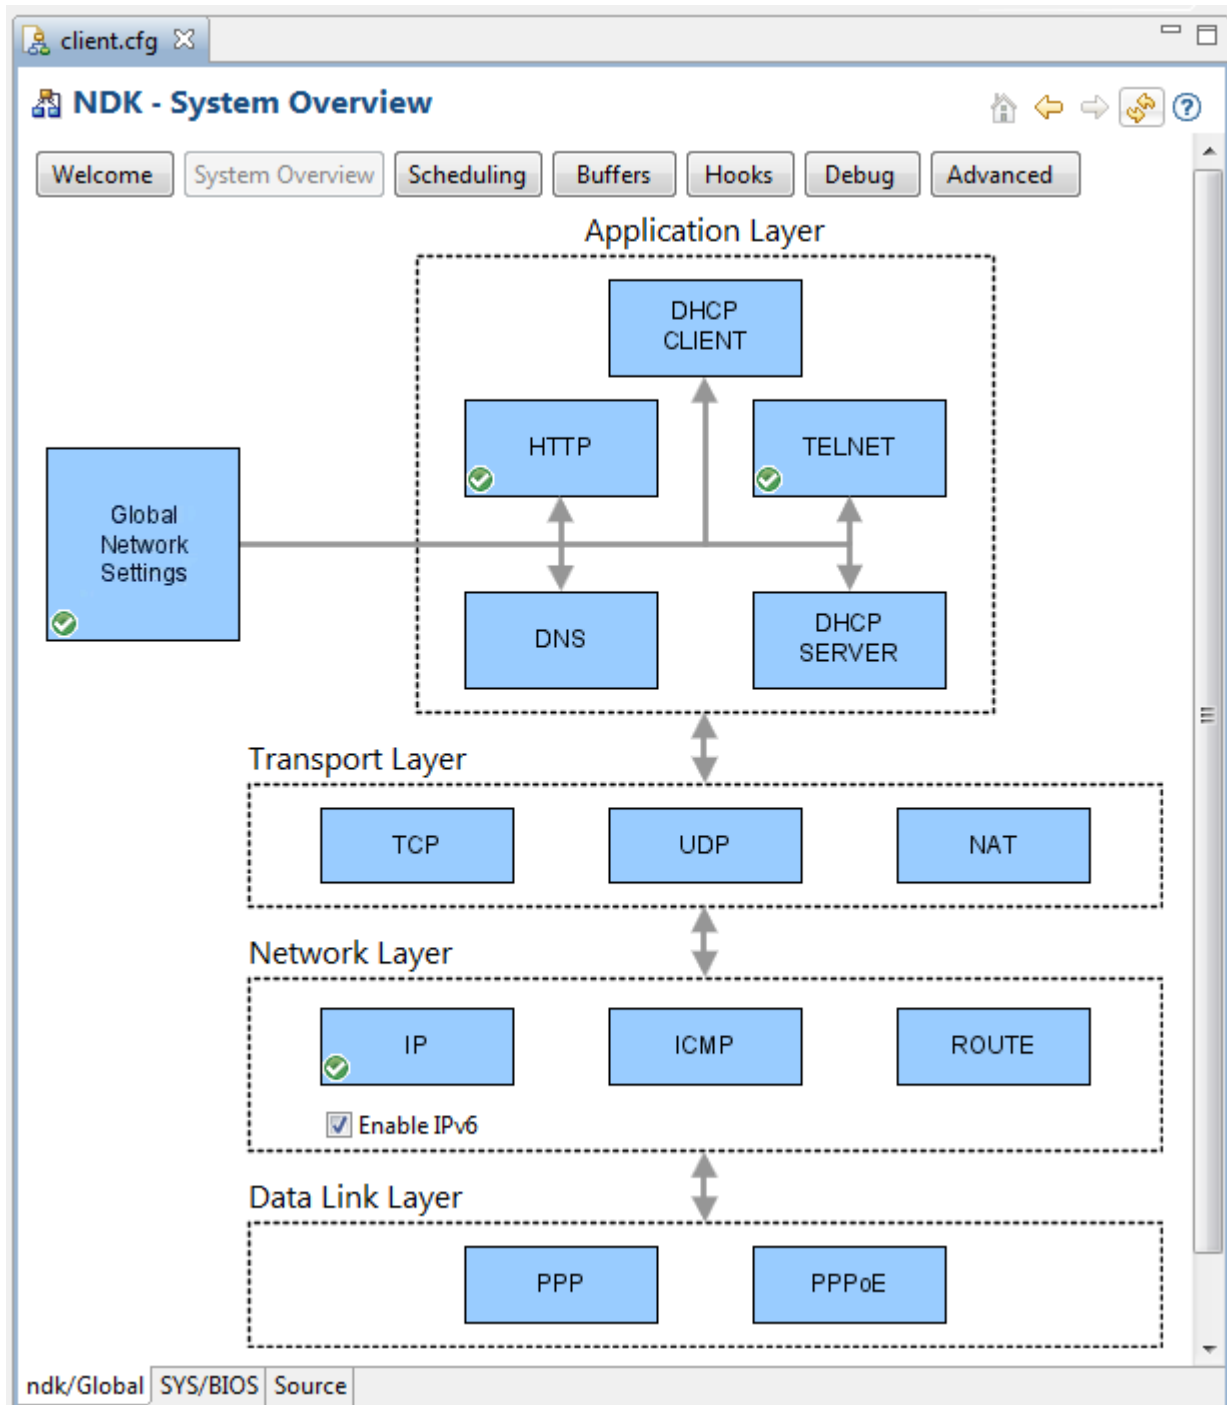 client.cfg
NDK - System Overview
Welcome
System Overview
Scheduling
Buffers
Hooks
Debug
Advanced
Application Layer
DHCP
CLIENT
HTTP
TELNET
Global
Network
Settings
DNS
DHCP
SERVER
Transport Layer
TCP
UDP
NAT
Network Layer
IP
ICMP
ROUTE
Enable IPv6
Data Link Layer
PPP
PPPoE
ndk/Global
SYS/BIOS
Source